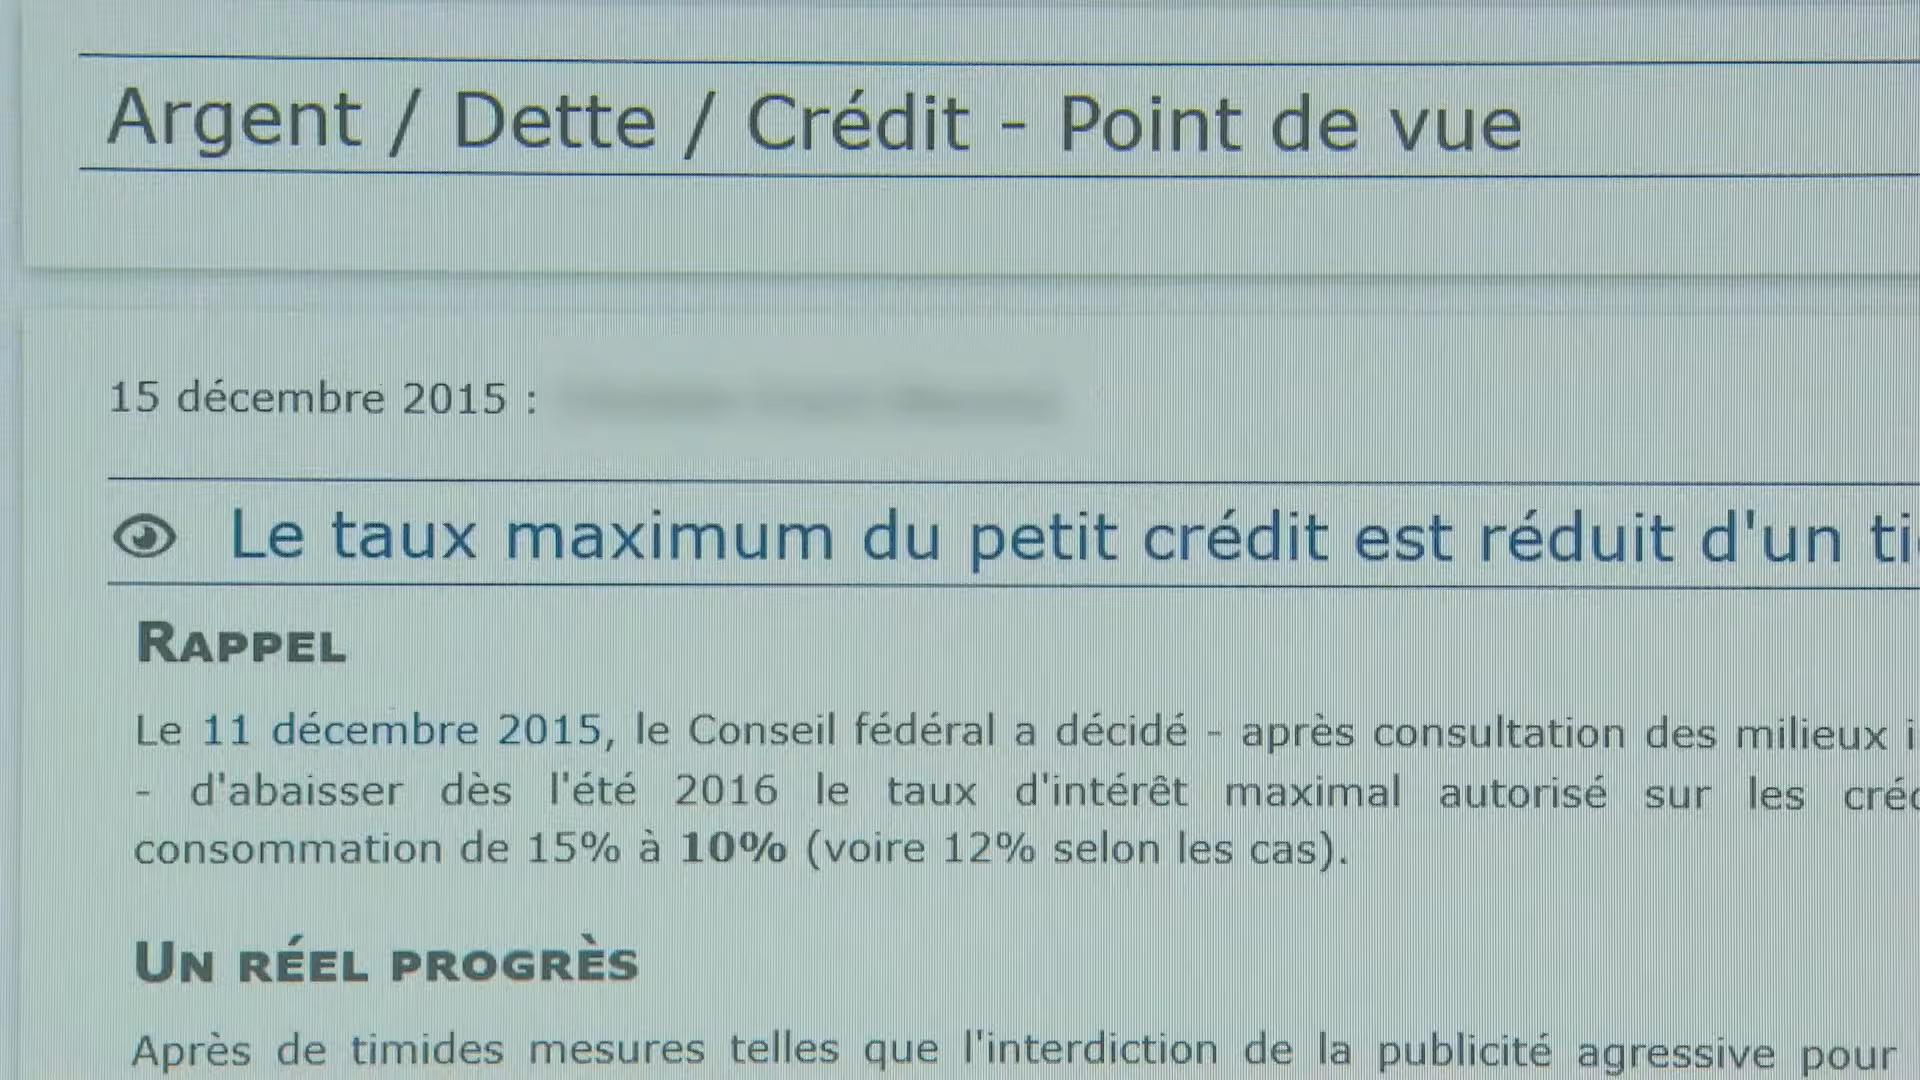 Argent / Dette / Crédit - Point de vue
15 décembre 2015 :
Le taux maximum du petit crédit est réduit d'un
RAPPEL
Le 11 décembre 2015, le Conseil fédéral a décidé - après consultation des milieux
- d'abaisser dès l'été 2016 le taux d'intérêt maximal autorisé sur les
consommation de 15% à 10% (voire 12% selon les cas).
UN RÉEL PROGRÈS
Après de timides mesures telles que l'interdiction de la publicité agressive pour